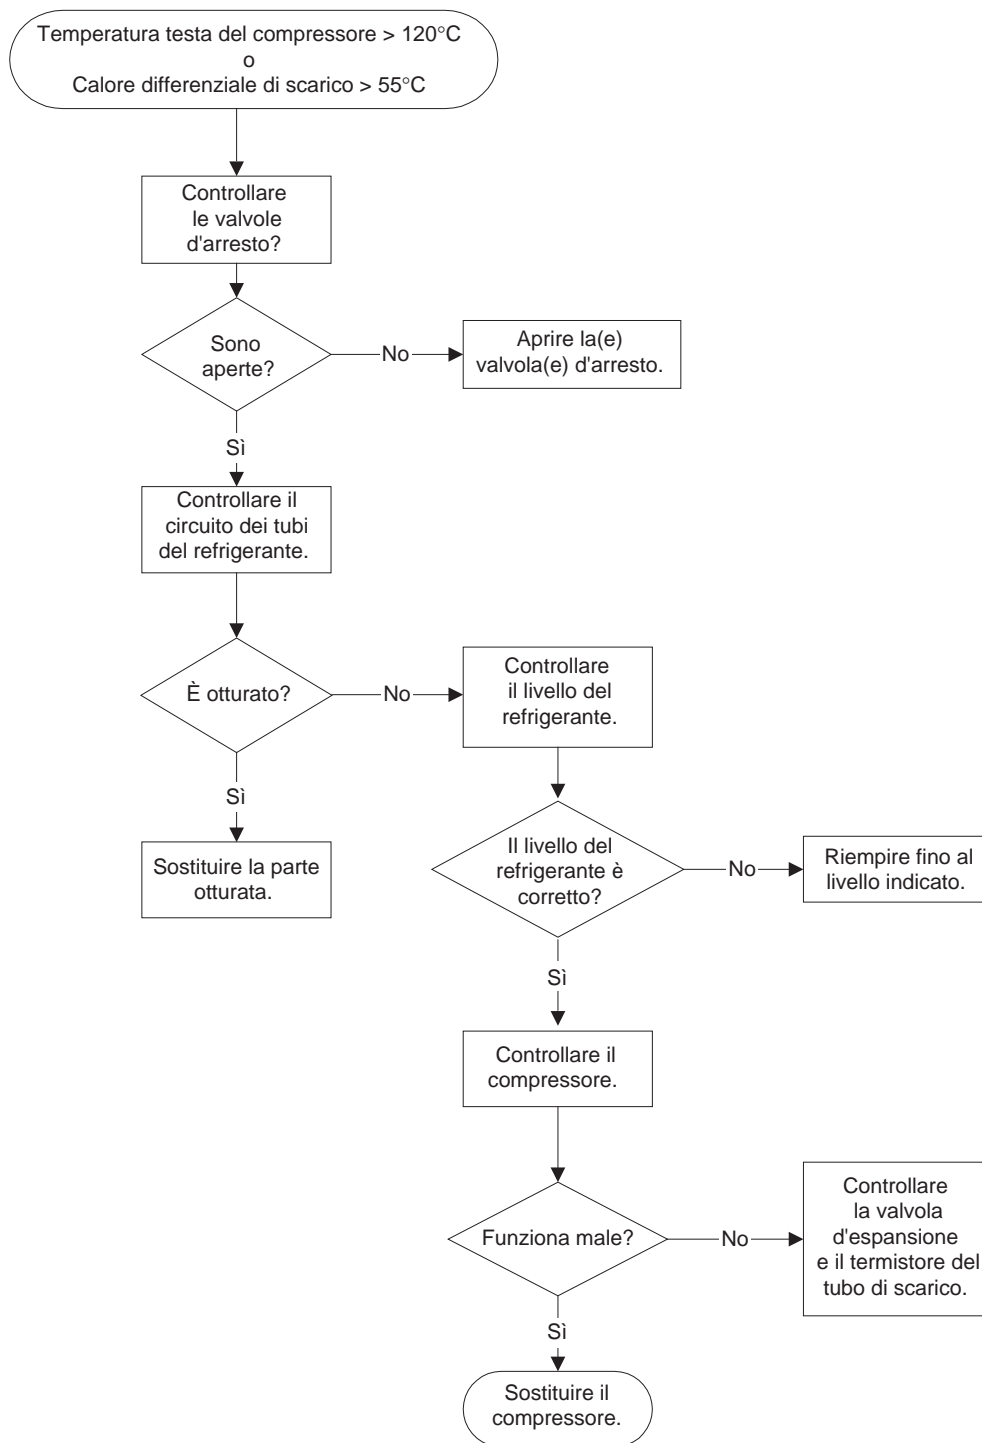 Temperatura testa del compressore > 120°C
o
Calore differenziale di scarico > 55°C
Controllare
le valvole
d'arresto?
Sono
aperte?
No
Aprire la(e)
valvola(e) d'arresto.
Sì
Controllare il
circuito dei tubi
del refrigerante.
È otturato?
No
Controllare
il livello del
refrigerante.
Sì
Sostituire la parte
otturata.
Il livello del
refrigerante è
corretto?
No
Riempire fino al
livello indicato.
Sì
Controllare il
compressore.
Funziona male?
No
Controllare
la valvola
d'espansione
e il termistore del
tubo di scarico.
Sì
Sostituire il
compressore.